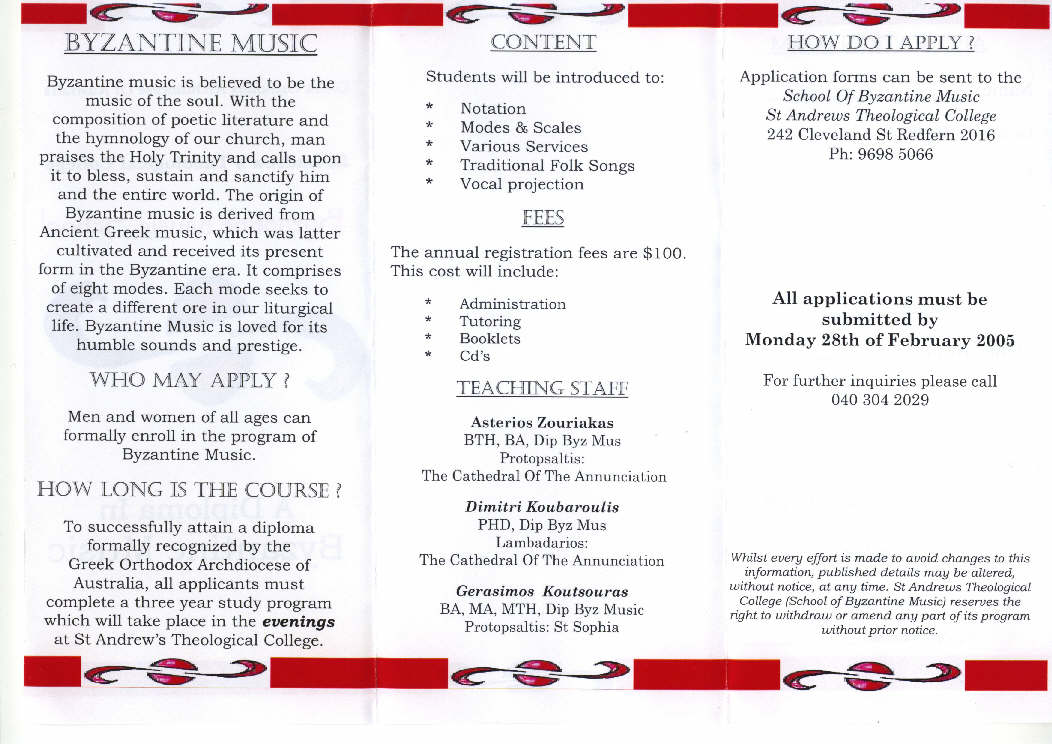 BYZANTINE MUSIC
Byzantine music is believed to be the
music of the soul. With the
composition of poetic literature and
the hymnology of our church, man
praises the Holy Trinity and calls upon
it to bless, sustain and sanctify him
and the entire world. The origin of
Byzantine music is derived from
Ancient Greek music, which was latter
cultivated and received its present
form in the Byzantine era. It comprises
of eight modes. Each mode seeks to
create a different ore in our liturgical
life. Byzantine Music is loved for its
humble sounds and prestige.
WHO MAY APPLY ?
Men and women of all ages can
formally enroll in the program of
Byzantine Music.
HOW LONG IS THE COURSE ?
To successfully attain a diploma
formally recognized by the
Greek Orthodox Archdiocese of
Australia, all applicants must
complete a three year study program
which will take place in the evenings
at St Andrew's Theological College.
CONTENT
Students will be introduced to:
* Notation
* Modes & Scales
* Various Services
* Traditional Folk Songs
* Vocal projection
FEES
The annual registration fees are $100.
This cost will include:
* Administration
* Tutoring
* Booklets
* Cd's
TEACHING STAFF
Asterios Zouriakas
BTH, BA, Dip Byz Mus
Protopsaltis:
The Cathedral Of The Annunciation
Dimitri Koubaroulis
PHD, Dip Byz Mus
Lambadarios:
The Cathedral Of The Annunciation
Gerasimos Koutsouras
BA, MA, MTH, Dip Byz Music
Protopsaltis: St Sophia
HOW DO I APPLY ?
Application forms can be sent to the
School Of Byzantine Music
St Andrews Theological College
242 Cleveland St Redfern 2016
Ph: 9698 5066
All applications must be
submitted by
Monday 28th of February 2005
For further inquiries please call
040 304 2029
Whilst every effort is made to avoid changes to this
information, published details may be altered,
without notice, at any time. St Andrews Theological
College (School of Byzantine Music) reserves the
right to withdraw or amend any part of its program
without prior notice.